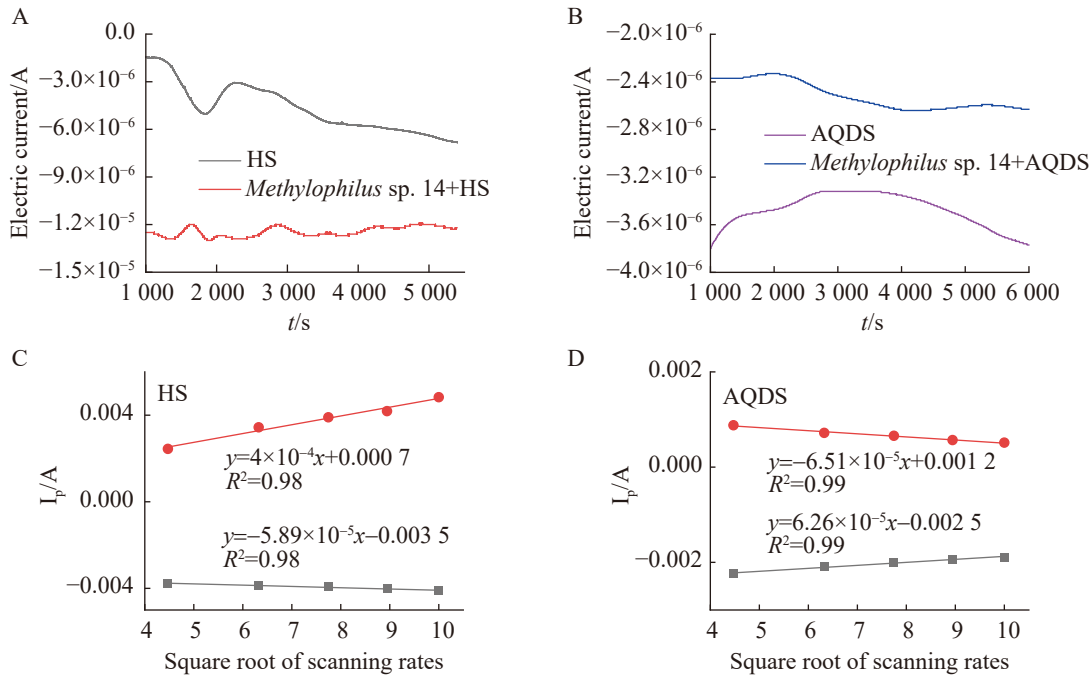 A
Electric current/A
0.0
−3.0×10⁻⁶
−6.0×10⁻⁶
−9.0×10⁻⁶
−1.2×10⁻⁵
−1.5×10⁻⁵
HS
Methylophilus sp. 14+HS
1 000 2 000 3 000 4 000 5 000
t/s
B
Electric current/A
−2.0×10⁻⁶
−2.4×10⁻⁶
−2.8×10⁻⁶
−3.2×10⁻⁶
−3.6×10⁻⁶
−4.0×10⁻⁶
AQDS
Methylophilus sp. 14+AQDS
1 000 2 000 3 000 4 000 5 000 6 000
t/s
C
HS
Iₚ/A
0.004
0.000
−0.004
y=4×10⁻⁴x+0.000 7
R²=0.98
y=−5.89×10⁻⁵x−0.003 5
R²=0.98
4 5 6 7 8 9 10
Square root of scanning rates
D
AQDS
Iₚ/A
0.002
0.000
−0.002
y=−6.51×10⁻⁵x+0.001 2
R²=0.99
y=6.26×10⁻⁵x−0.002 5
R²=0.99
4 5 6 7 8 9 10
Square root of scanning rates